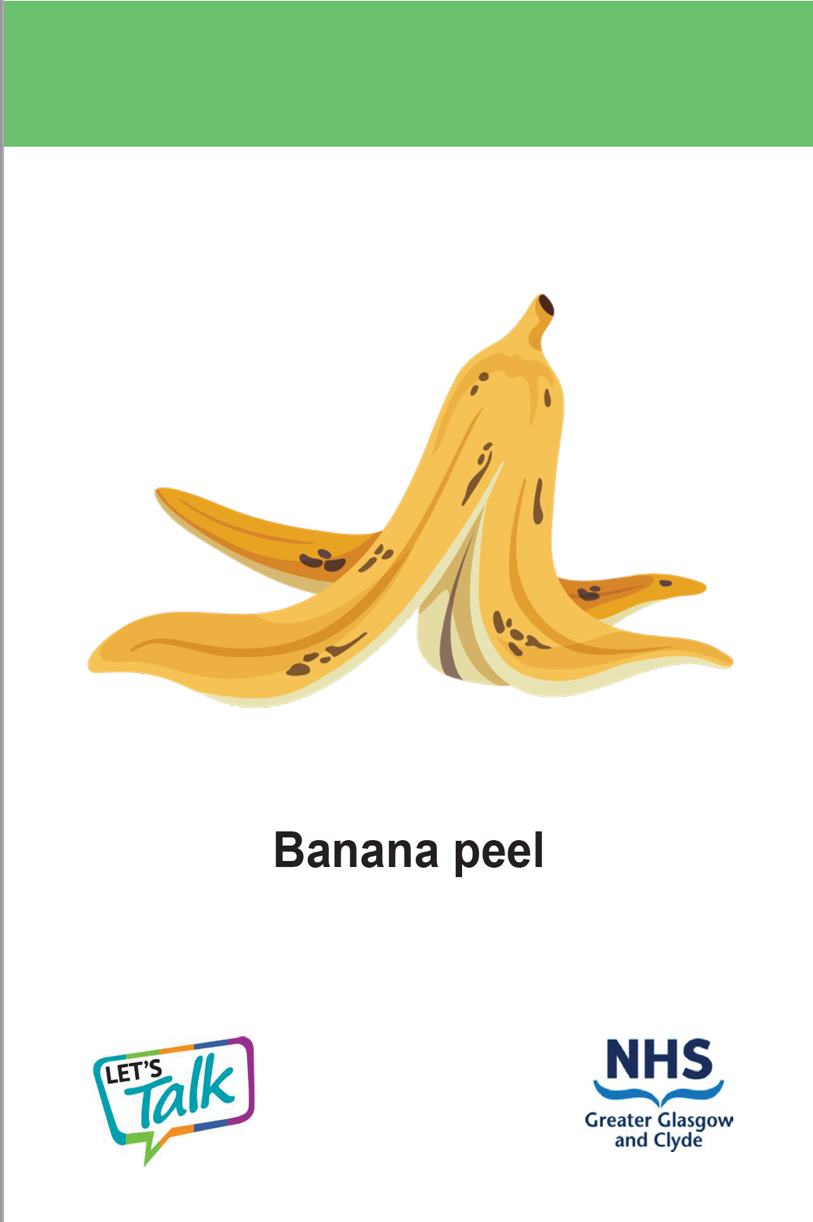 Banana peel
LET'S
Talk
NHS
Greater Glasgow
and Clyde